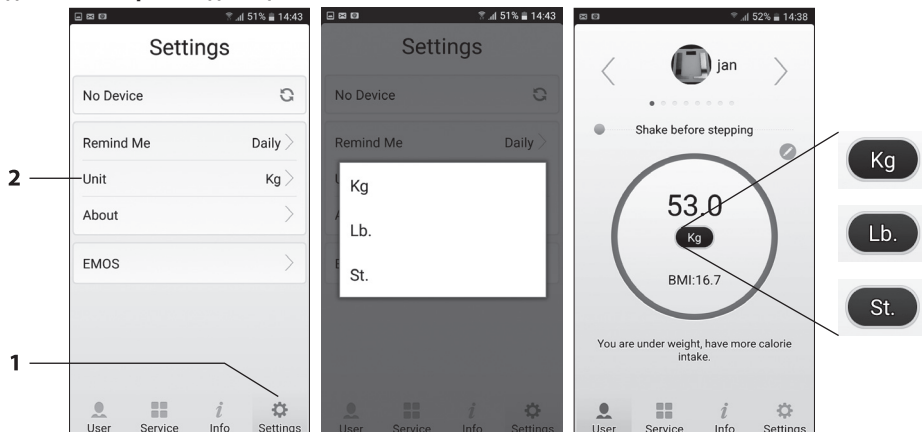 51% 14:43
Settings
No Device
Remind Me Daily
Unit Kg
About
EMOS
User Service Info Settings
2
1
51% 14:43
Settings
No Device
Remind Me Daily
Kg
Lb.
St.
User Service Info Settings
52% 14:38
jan
Shake before stepping
53.0
Kg
BMI:16.7
You are under weight, have more calorie
intake.
User Service Info Settings
Kg
Lb.
St.